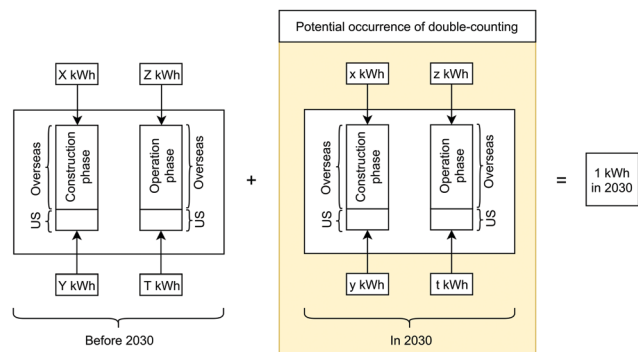 Potential occurrence of double-counting
X kWh
Z kWh
x kWh
z kWh
Overseas
Construction
phase
Operation
phase
Overseas
US
US
+
Overseas
Construction
phase
Operation
phase
Overseas
US
US
=
1 kWh
in 2030
Y kWh
T kWh
y kWh
t kWh
Before 2030
In 2030